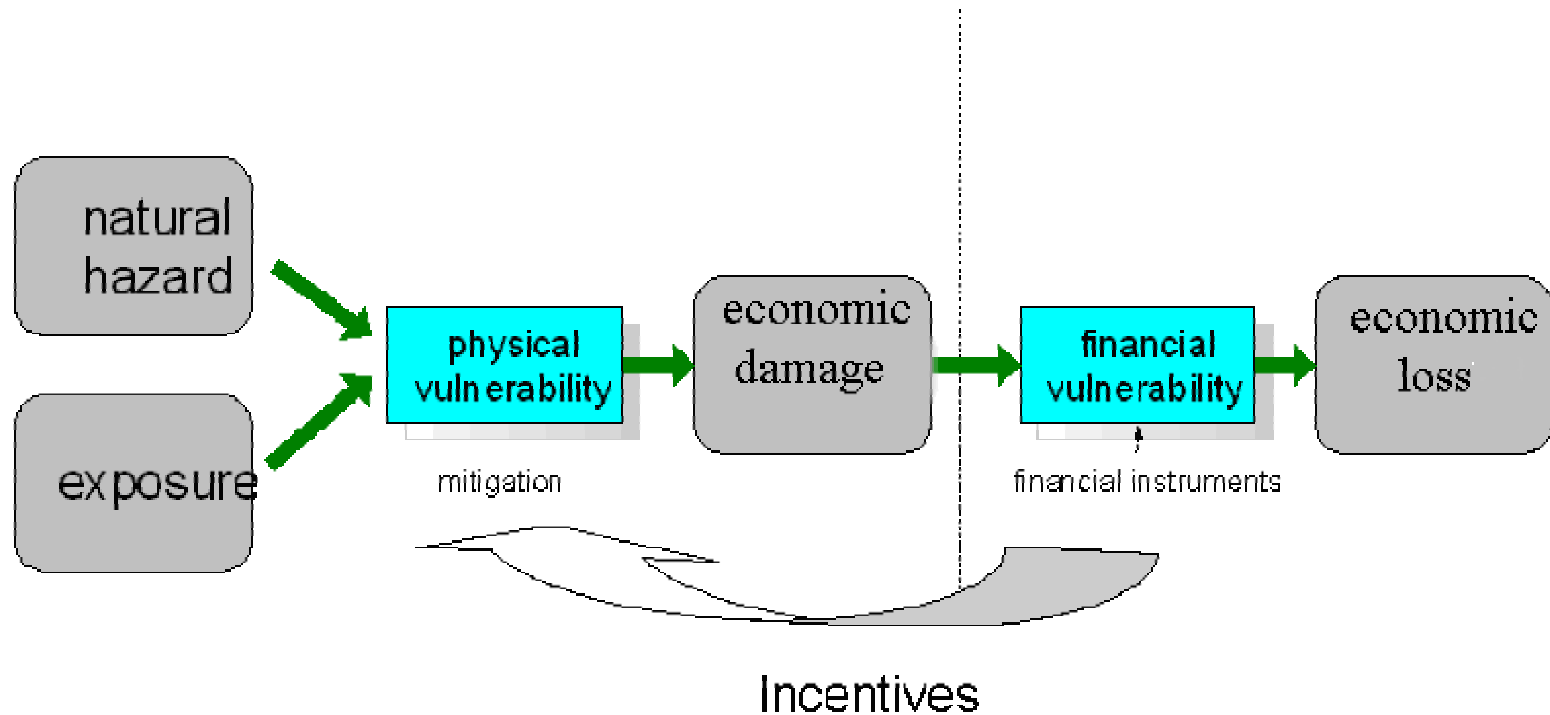 natural
hazard
exposure
physical
vulnerability
mitigation
economic
damage
financial
vulnerability
financial instruments
economic
loss
Incentives